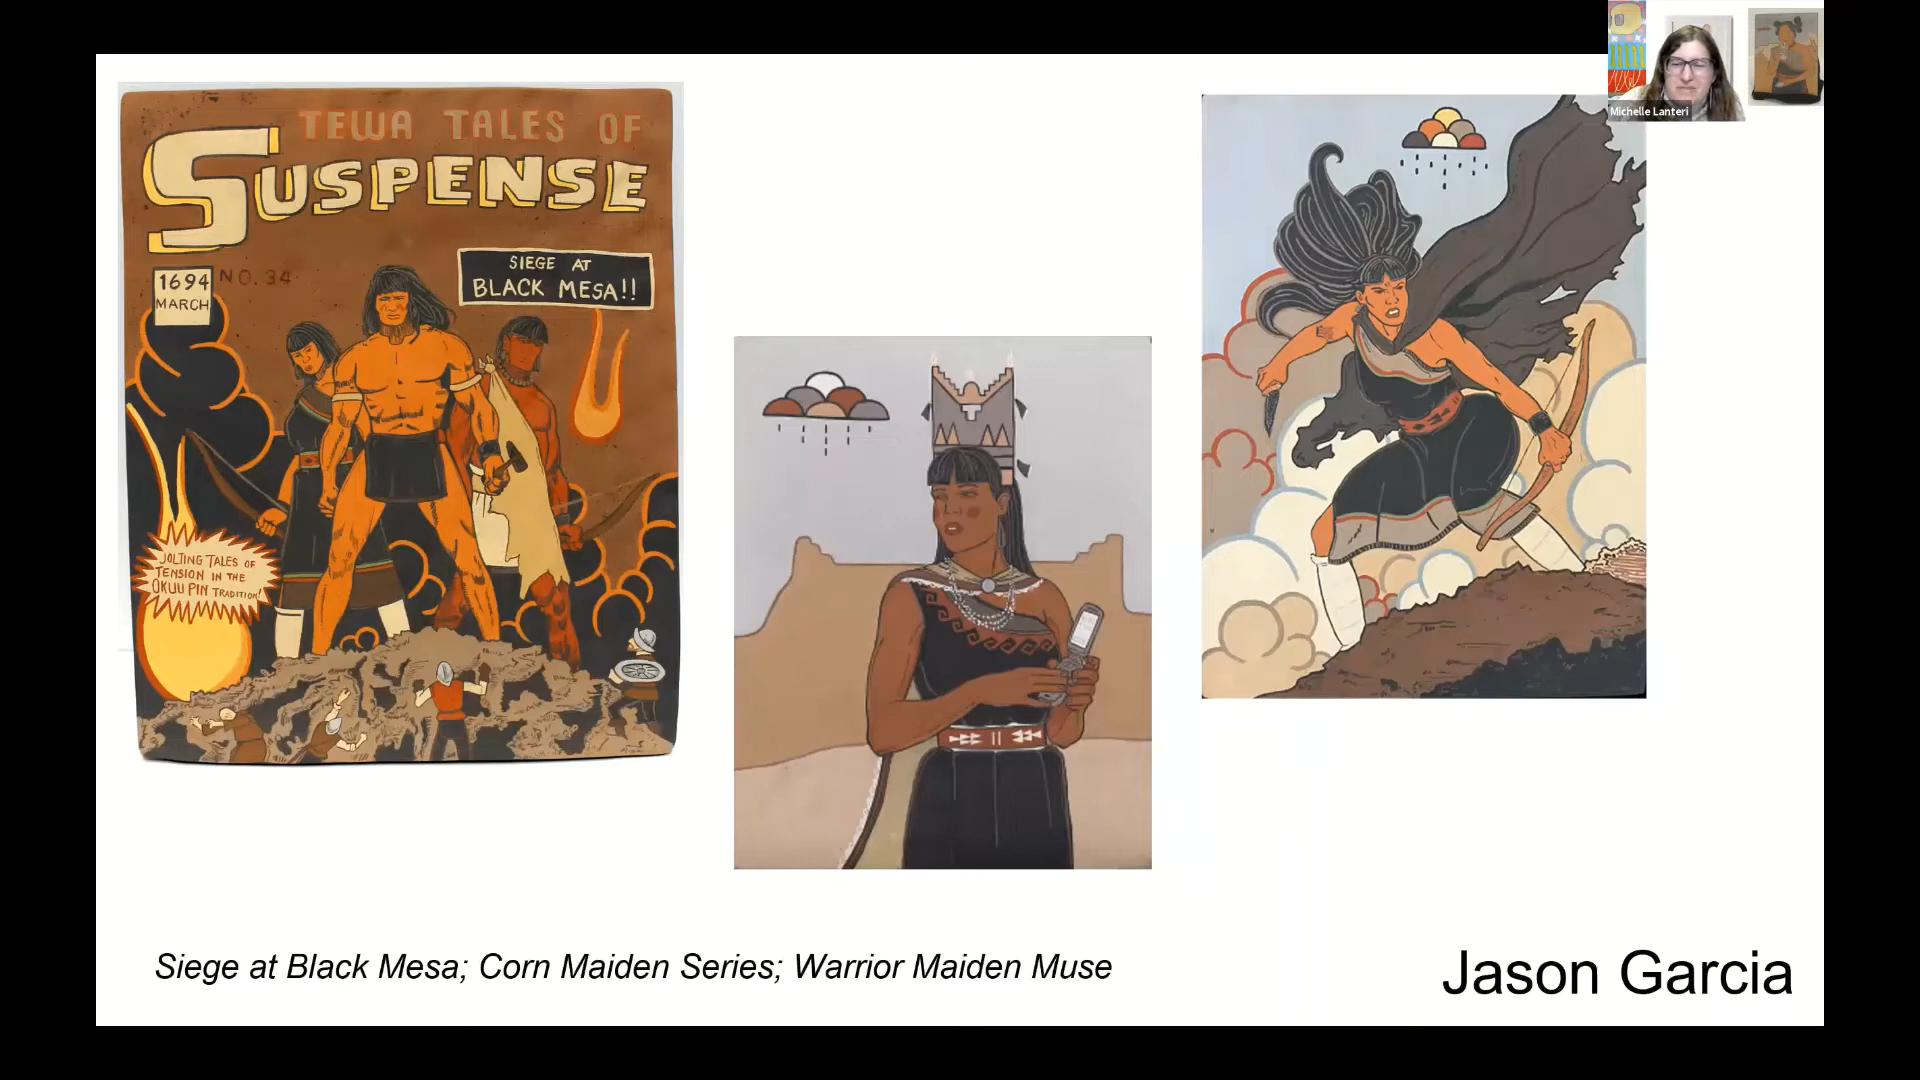 TEWA TALES OF
SUSPENSE
1694
MARCH
NO. 34
SIEGE AT
BLACK MESA!!
JOLTING TALES OF
TENSION IN THE
OKUU PIN TRADITION!
Michelle Lanteri
Siege at Black Mesa; Corn Maiden Series; Warrior Maiden Muse
Jason Garcia